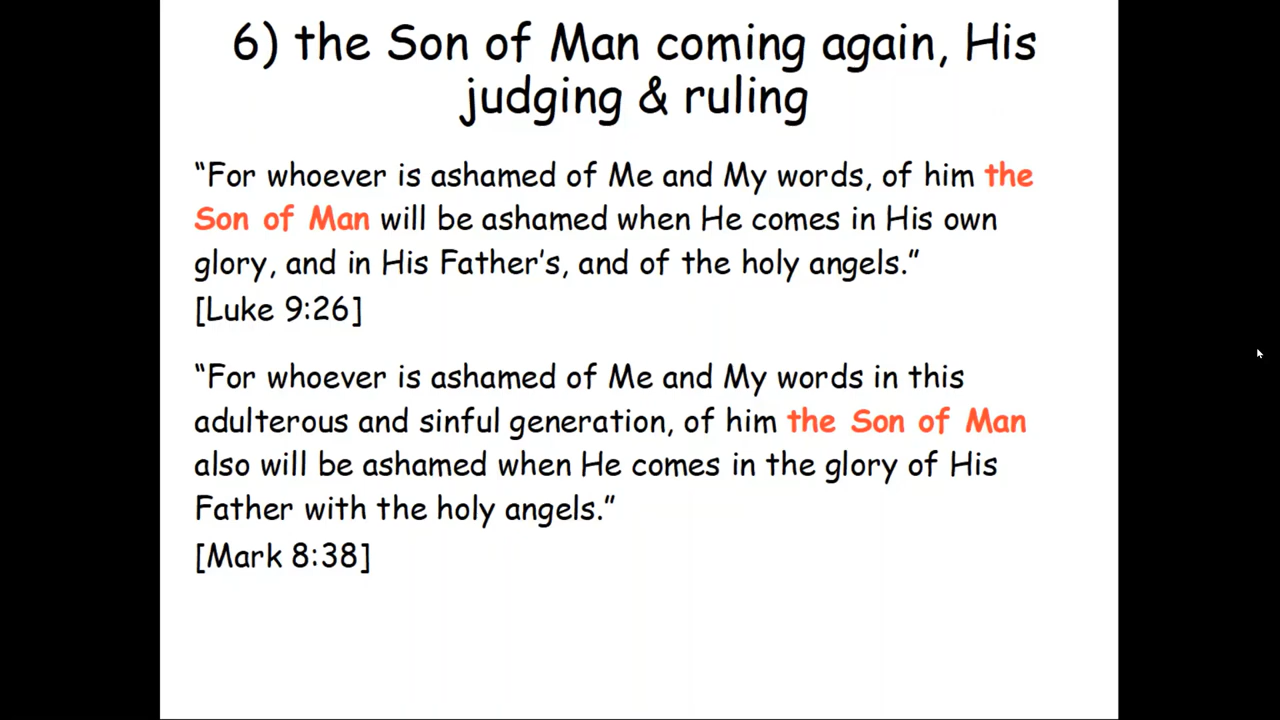 6) the Son of Man coming again, His
judging & ruling
“For whoever is ashamed of Me and My words, of him the
Son of Man will be ashamed when He comes in His own
glory, and in His Father’s, and of the holy angels.”
[Luke 9:26]
“For whoever is ashamed of Me and My words in this
adulterous and sinful generation, of him the Son of Man
also will be ashamed when He comes in the glory of His
Father with the holy angels.”
[Mark 8:38]